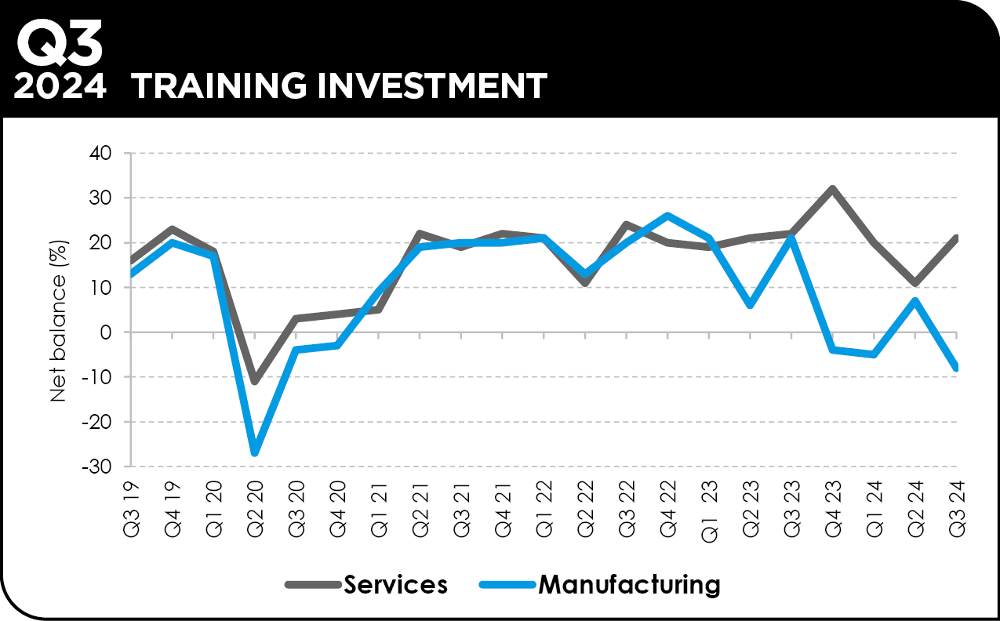 Q3
2024 TRAINING INVESTMENT
Net balance (%)
40
30
20
10
0
-10
-20
-30
Q3 19
Q4 19
Q1 20
Q2 20
Q3 20
Q4 20
Q1 21
Q2 21
Q3 21
Q4 21
Q1 22
Q2 22
Q3 22
Q4 22
Q1 23
Q2 23
Q3 23
Q4 23
Q1 24
Q2 24
Q3 24
Services Manufacturing